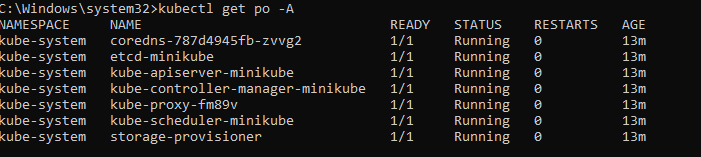 C:\Windows\system32>kubectl get po -A
NAMESPACE     NAME                               READY   STATUS    RESTARTS   AGE
kube-system   coredns-787d4945fb-zvvg2           1/1     Running   0          13m
kube-system   etcd-minikube                      1/1     Running   0          13m
kube-system   kube-apiserver-minikube            1/1     Running   0          13m
kube-system   kube-controller-manager-minikube   1/1     Running   0          13m
kube-system   kube-proxy-fm89v                   1/1     Running   0          13m
kube-system   kube-scheduler-minikube            1/1     Running   0          13m
kube-system   storage-provisioner                1/1     Running   0          13m